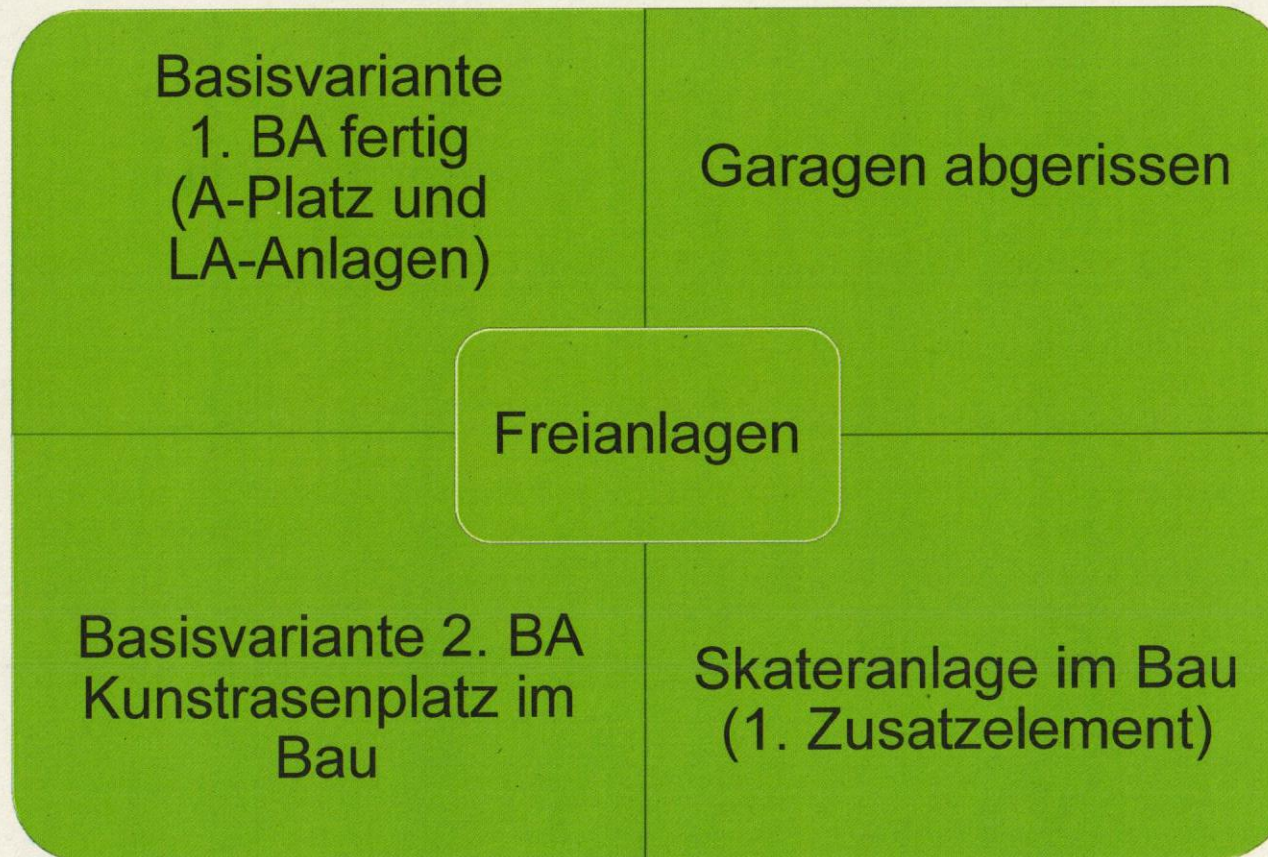 Basisvariante
1. BA fertig
(A-Platz und
LA-Anlagen)
Garagen abgerissen
Freianlagen
Basisvariante 2. BA
Kunstrasenplatz im
Bau
Skateranlage im Bau
(1. Zusatzelement)